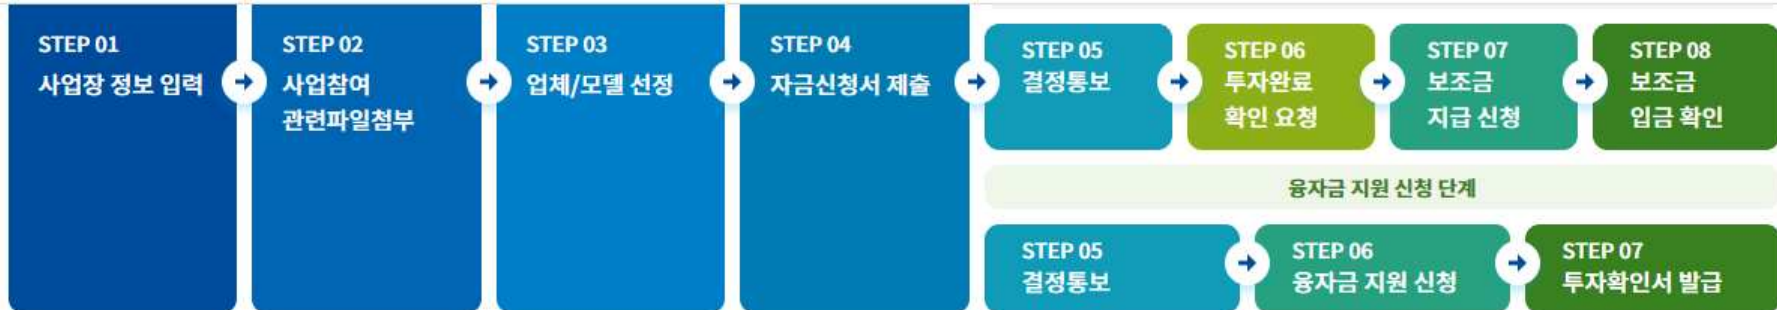 STEP 01
사업장 정보 입력
STEP 02
사업참여
관련파일첨부
STEP 03
업체/모델 선정
STEP 04
자금신청서 제출
STEP 05
결정통보
STEP 06
투자완료
확인 요청
STEP 07
보조금
지급 신청
STEP 08
보조금
입금 확인
융자금 지원 신청 단계
STEP 05
결정통보
STEP 06
융자금 지원 신청
STEP 07
투자확인서 발급